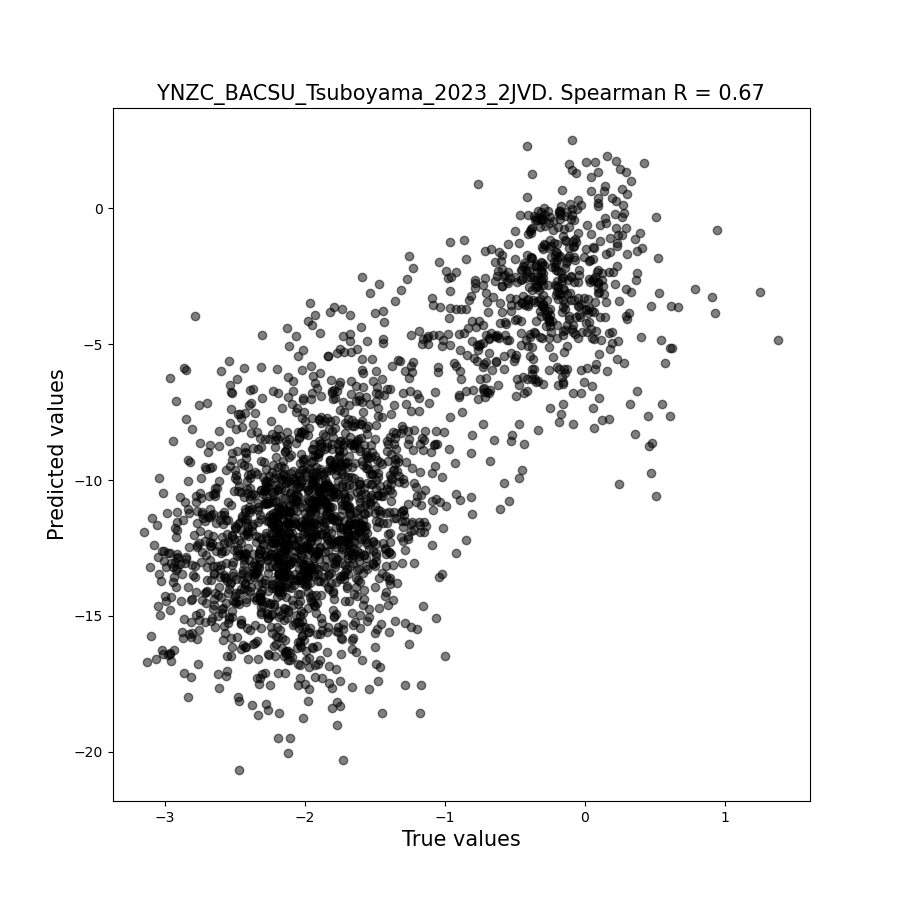 YNZC_BACSU_Tsuboyama_2023_2JVD. Spearman R = 0.67
Predicted values
0
−5
−10
−15
−20
−3 −2 −1 0 1
True values